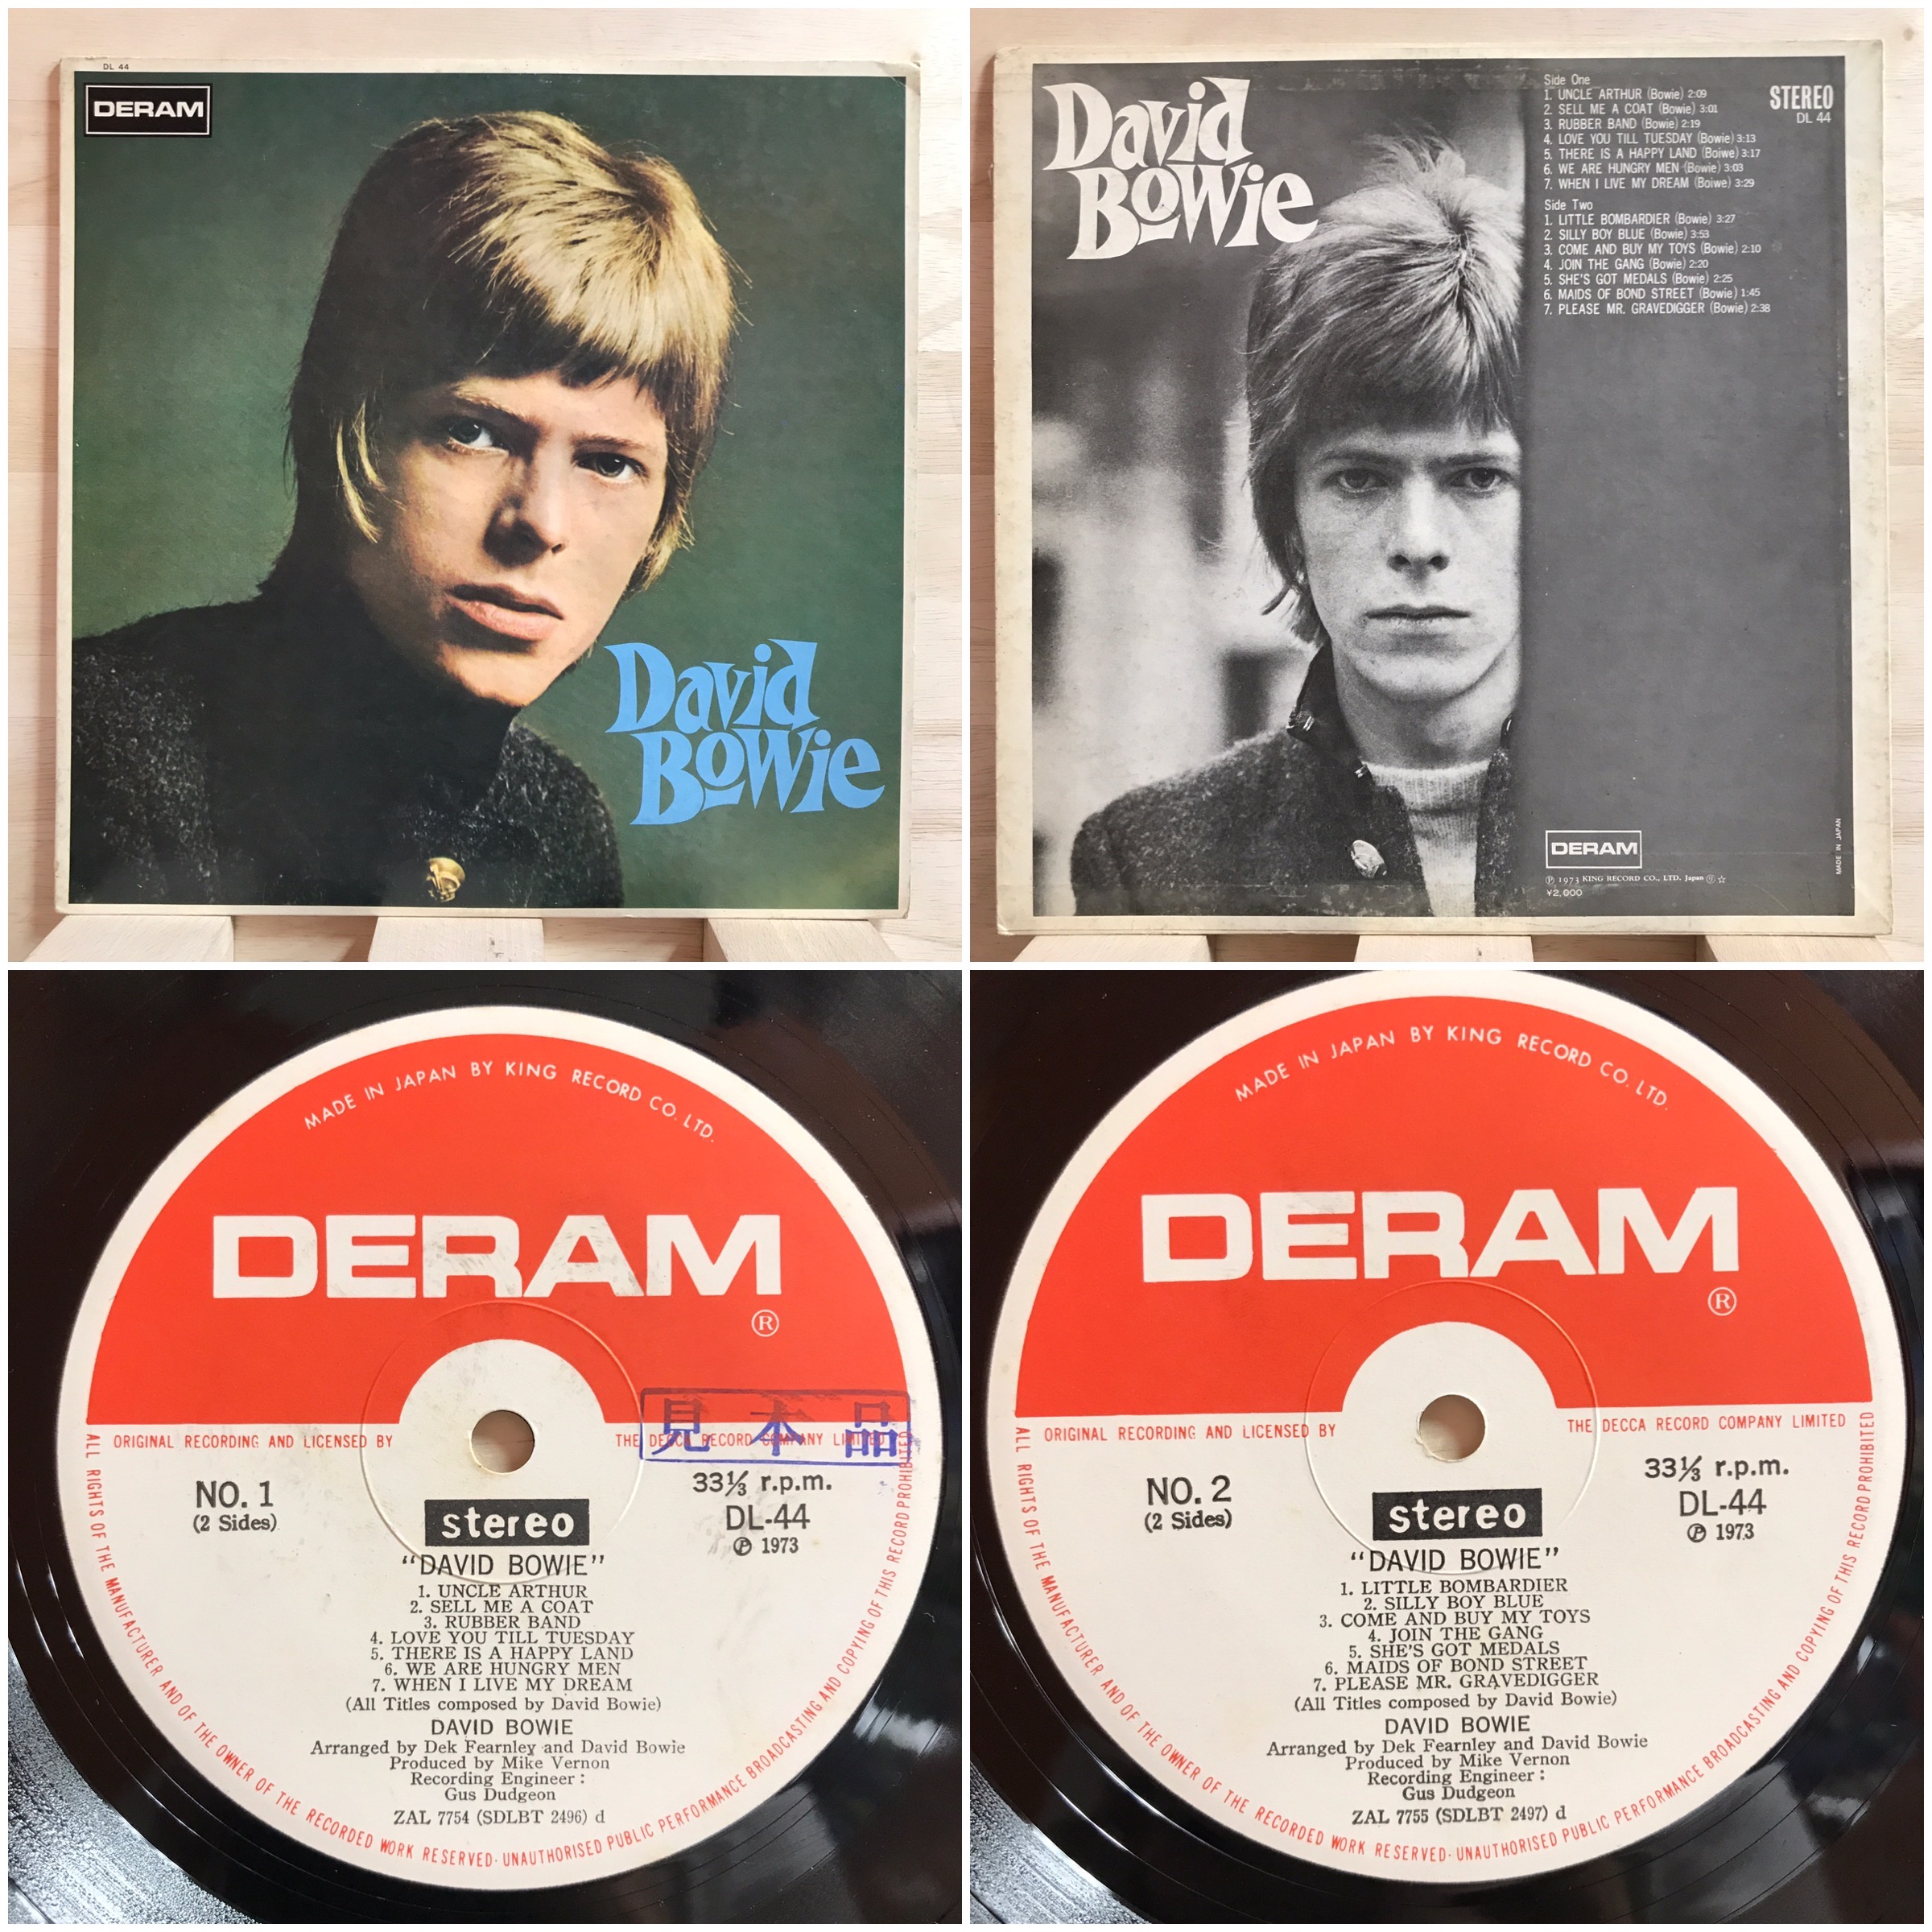 DL 44
DERAM
David
Bowie
David
Bowie
Side One
1. UNCLE ARTHUR (Bowie) 2:09
2. SELL ME A COAT (Bowie) 3:01
3. RUBBER BAND (Bowie) 2:19
4. LOVE YOU TILL TUESDAY (Bowie) 3:13
5. THERE IS A HAPPY LAND (Boiwe) 3:17
6. WE ARE HUNGRY MEN (Bowie) 3:03
7. WHEN I LIVE MY DREAM (Boiwe) 3:29
Side Two
1. LITTLE BOMBARDIER (Bowie) 3:27
2. SILLY BOY BLUE (Bowie) 3:53
3. COME AND BUY MY TOYS (Bowie) 2:10
4. JOIN THE GANG (Bowie) 2:20
5. SHE'S GOT MEDALS (Bowie) 2:25
6. MAIDS OF BOND STREET (Bowie) 1:45
7. PLEASE MR. GRAVEDIGGER (Bowie) 2:38
STEREO
DL 44
DERAM
Ⓟ 1973 KING RECORD CO., LTD. Japan ☆
¥2,000
MADE IN JAPAN
MADE IN JAPAN BY KING RECORD CO. LTD.
DERAM
®
ORIGINAL RECORDING AND LICENSED BY THE DECCA RECORD COMPANY LIMITED
見本品
NO. 1
(2 Sides)
33⅓ r.p.m.
DL-44
Ⓟ 1973
stereo
"DAVID BOWIE"
1. UNCLE ARTHUR
2. SELL ME A COAT
3. RUBBER BAND
4. LOVE YOU TILL TUESDAY
5. THERE IS A HAPPY LAND
6. WE ARE HUNGRY MEN
7. WHEN I LIVE MY DREAM
(All Titles composed by David Bowie)
DAVID BOWIE
Arranged by Dek Fearnley and David Bowie
Produced by Mike Vernon
Recording Engineer :
Gus Dudgeon
ZAL 7754 (SDLBT 2496) d
ALL RIGHTS OF THE MANUFACTURER AND OF THE OWNER OF THE RECORDED WORK RESERVED · UNAUTHORISED PUBLIC PERFORMANCE BROADCASTING AND COPYING OF THIS RECORD PROHIBITED
MADE IN JAPAN BY KING RECORD CO. LTD.
DERAM
®
ORIGINAL RECORDING AND LICENSED BY THE DECCA RECORD COMPANY LIMITED
NO. 2
(2 Sides)
33⅓ r.p.m.
DL-44
Ⓟ 1973
stereo
"DAVID BOWIE"
1. LITTLE BOMBARDIER
2. SILLY BOY BLUE
3. COME AND BUY MY TOYS
4. JOIN THE GANG
5. SHE'S GOT MEDALS
6. MAIDS OF BOND STREET
7. PLEASE MR. GRAVEDIGGER
(All Titles composed by David Bowie)
DAVID BOWIE
Arranged by Dek Fearnley and David Bowie
Produced by Mike Vernon
Recording Engineer :
Gus Dudgeon
ZAL 7755 (SDLBT 2497) d
ALL RIGHTS OF THE MANUFACTURER AND OF THE OWNER OF THE RECORDED WORK RESERVED · UNAUTHORISED PUBLIC PERFORMANCE BROADCASTING AND COPYING OF THIS RECORD PROHIBITED